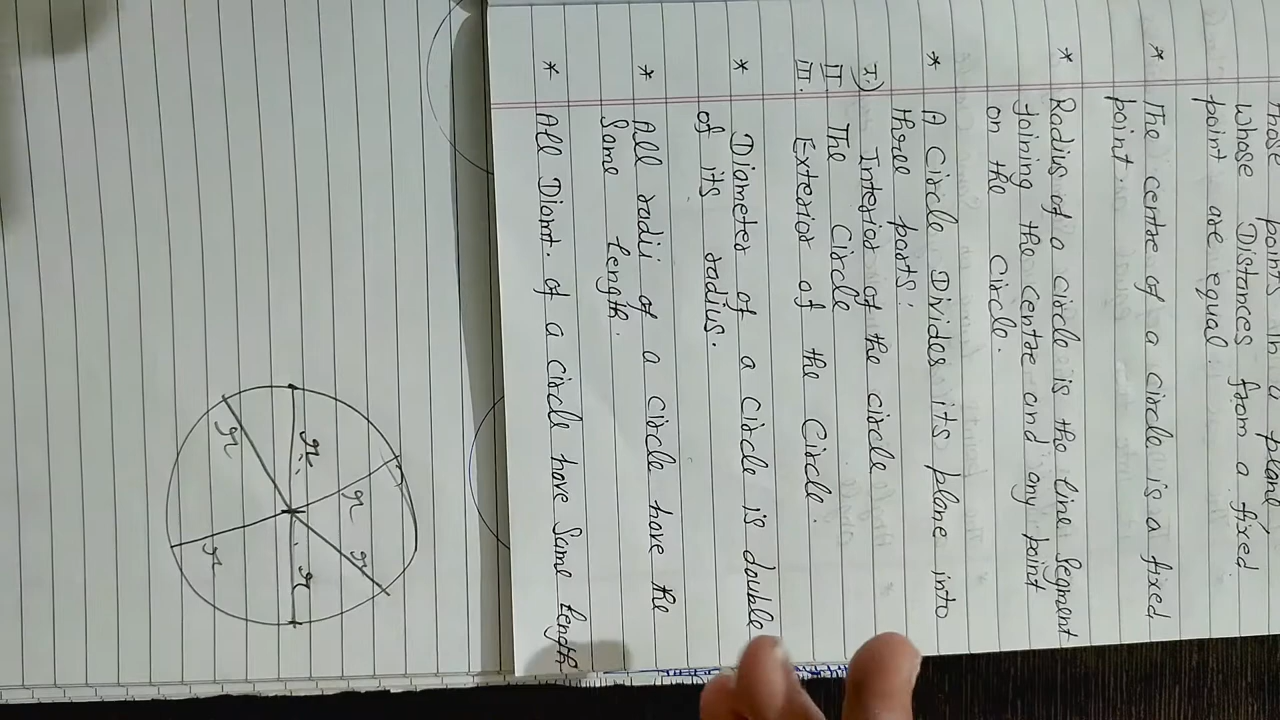 those points in a plane
whose Distances from a fixed
point are equal.
* The centre of a circle is a fixed
point.
* Radius of a circle is the line Segment
Joining the centre and any point
on the Circle.
* A Circle Divides its plane into
three parts:
I.) Interior of the circle
II The Circle
III. Exterior of the Circle.
* Diameter of a circle is double
of its radius.
* All radii of a circle have the
Same length.
* All Diamt. of a circle have Same length
r
r
r
r
r
r